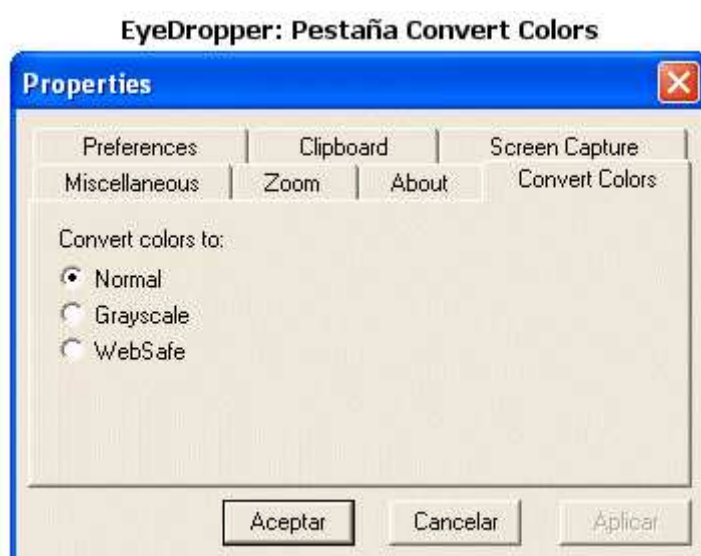 EyeDropper: Pestaña Convert Colors
Properties
Preferences Clipboard Screen Capture
Miscellaneous Zoom About Convert Colors
Convert colors to:
Normal
Grayscale
WebSafe
Aceptar Cancelar Aplicar